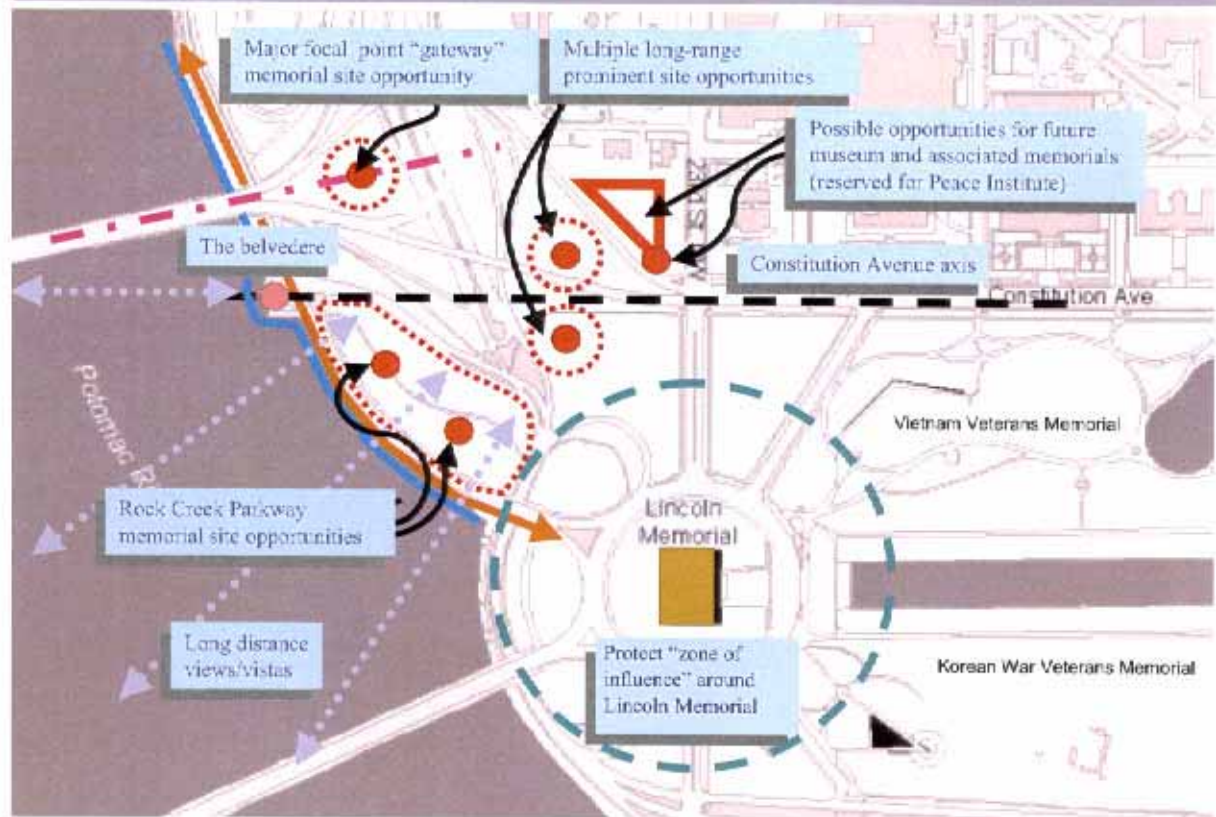 Major focal point “gateway”
memorial site opportunity
Multiple long-range
prominent site opportunities
Possible opportunities for future
museum and associated memorials
(reserved for Peace Institute)
The belvedere
Constitution Avenue axis
Constitution Ave
Potomac
Vietnam Veterans Memorial
Rock Creek Parkway
memorial site opportunities
Lincoln
Memorial
Long distance
views/vistas
Protect “zone of
influence” around
Lincoln Memorial
Korean War Veterans Memorial